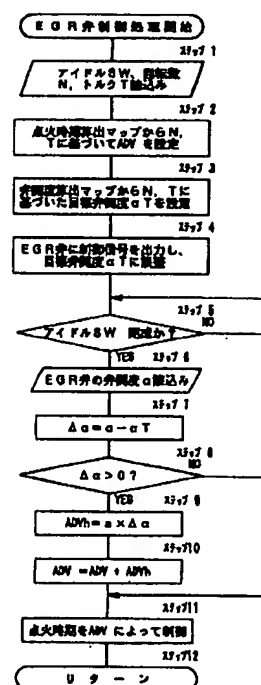 EGR弁制御処理開始
ステップ 1
アイドルSW、回転数
N、トルクT読込み
ステップ 2
点火時期算出マップからN、
Tに基づいてADV を設定
ステップ 3
弁開度算出マップからN、Tに
基づいた目標弁開度αTを設定
ステップ 4
EGR弁に制御信号を出力し、
目標弁開度αTに設定
ステップ 5
アイドルSW
か?
NO
YES
ステップ 6
EGR弁の弁開度α読込み
ステップ 7
Δα=α-αT
ステップ 8
NO
Δα>0?
YES
ステップ 9
ADVh=a×Δα
ステップ10
ADV =ADV + ADVh
ステップ11
点火時期をADV によって制御
ステップ12
リターン